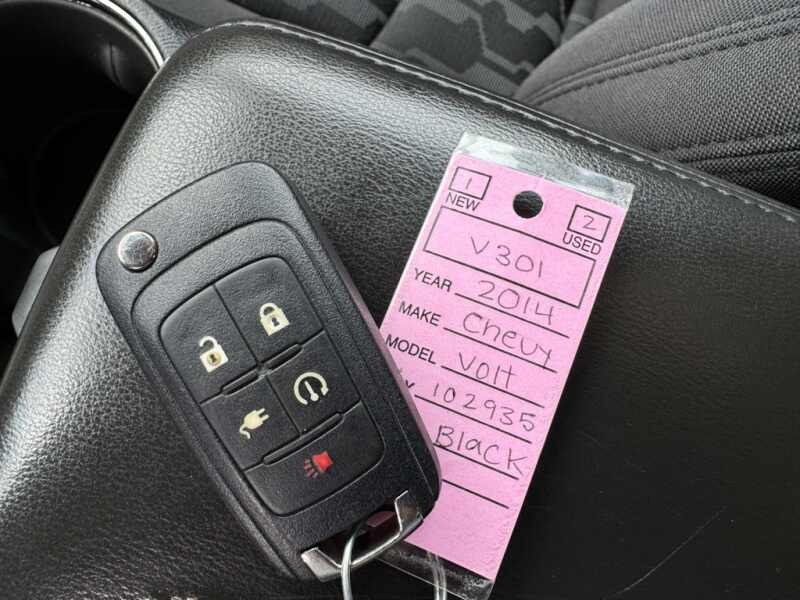 1
NEW
2
USED
V301
YEAR 2014
MAKE Chevy
MODEL Volt
102935
Black